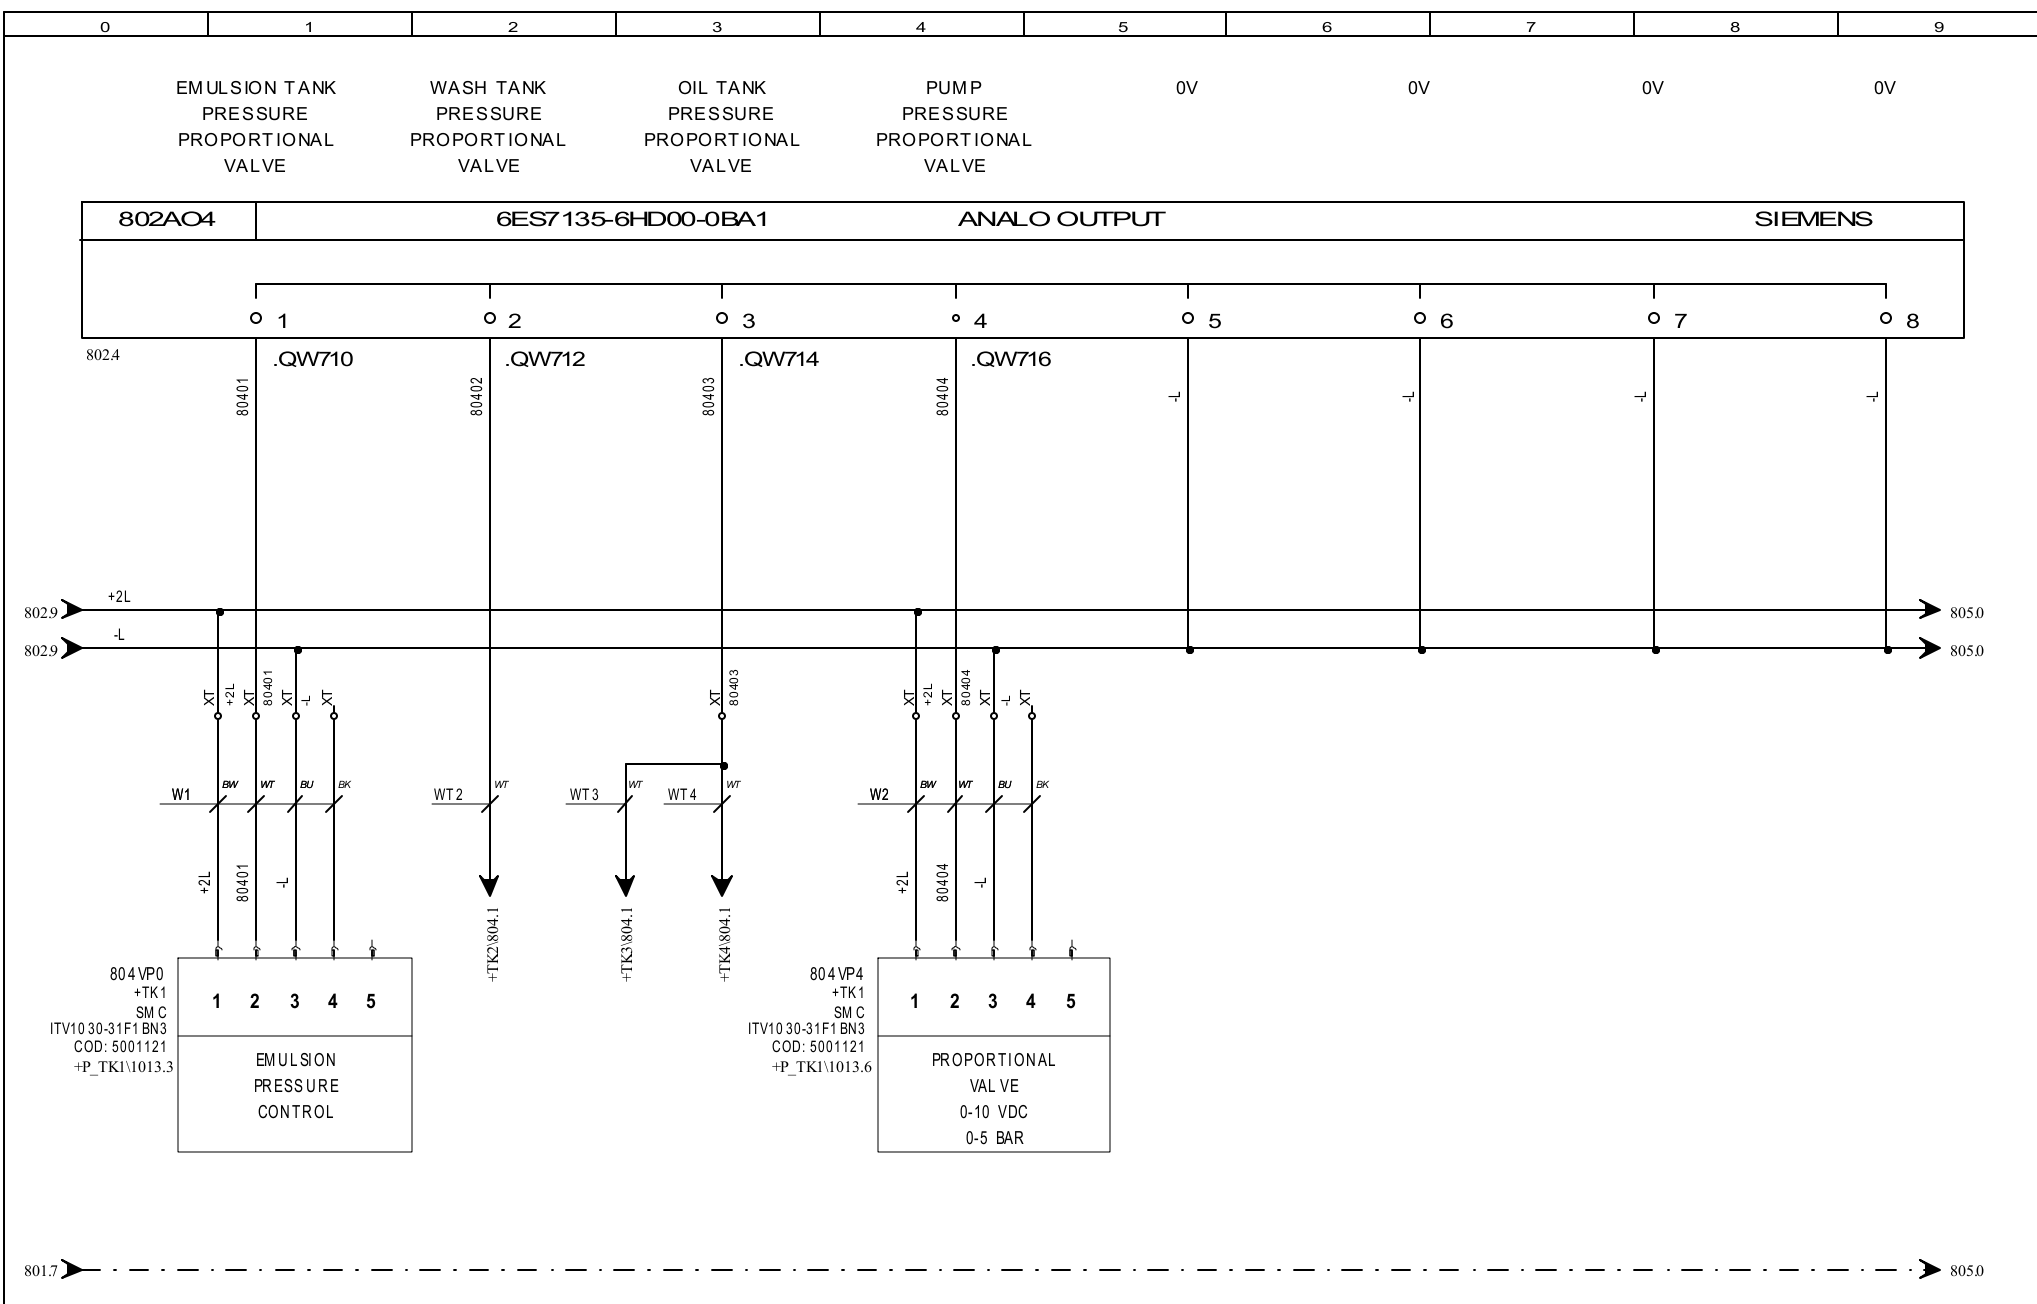 0 1 2 3 4 5 6 7 8 9
EMULSION TANK
PRESSURE
PROPORTIONAL
VALVE
WASH TANK
PRESSURE
PROPORTIONAL
VALVE
OIL TANK
PRESSURE
PROPORTIONAL
VALVE
PUMP
PRESSURE
PROPORTIONAL
VALVE
0V
0V
0V
0V
802AO4 6ES7135-6HD00-0BA1 ANALO OUTPUT SIEMENS
1 2 3 4 5 6 7 8
802.4
.QW710 .QW712 .QW714 .QW716
80401 80402 80403 80404 -L -L -L -L
802.9 +2L 805.0
802.9 -L 805.0
XT +2L XT 80401 XT -L XT
XT 80403
XT +2L XT 80404 XT -L XT
W1 BW WT BU BK
WT2 WT
WT3 WT
WT4 WT
W2 BW WT BU BK
+2L 80401 -L
+2L 80404 -L
+TK2\804.1
+TK3\804.1
+TK4\804.1
804VP0
+TK1
SMC
ITV1030-31F1BN3
COD: 5001121
+P_TK1\1013.3
1 2 3 4 5
EMULSION
PRESSURE
CONTROL
804VP4
+TK1
SMC
ITV1030-31F1BN3
COD: 5001121
+P_TK1\1013.6
1 2 3 4 5
PROPORTIONAL
VALVE
0-10 VDC
0-5 BAR
801.7 805.0